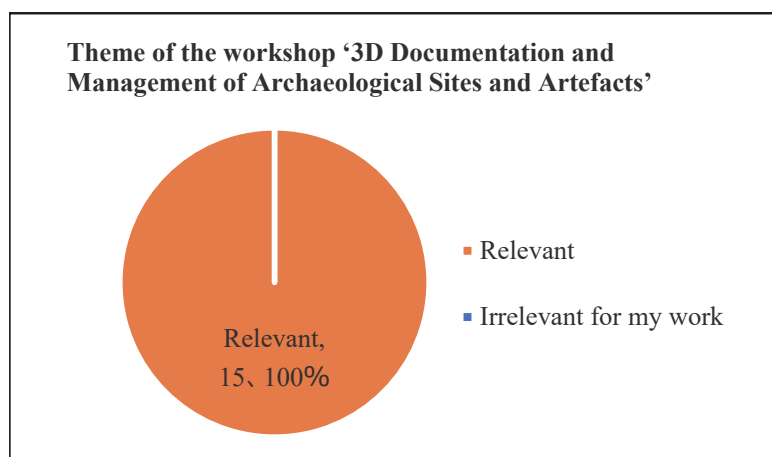 Theme of the workshop ‘3D Documentation and
Management of Archaeological Sites and Artefacts’
Relevant
Irrelevant for my work
Relevant,
15、100%